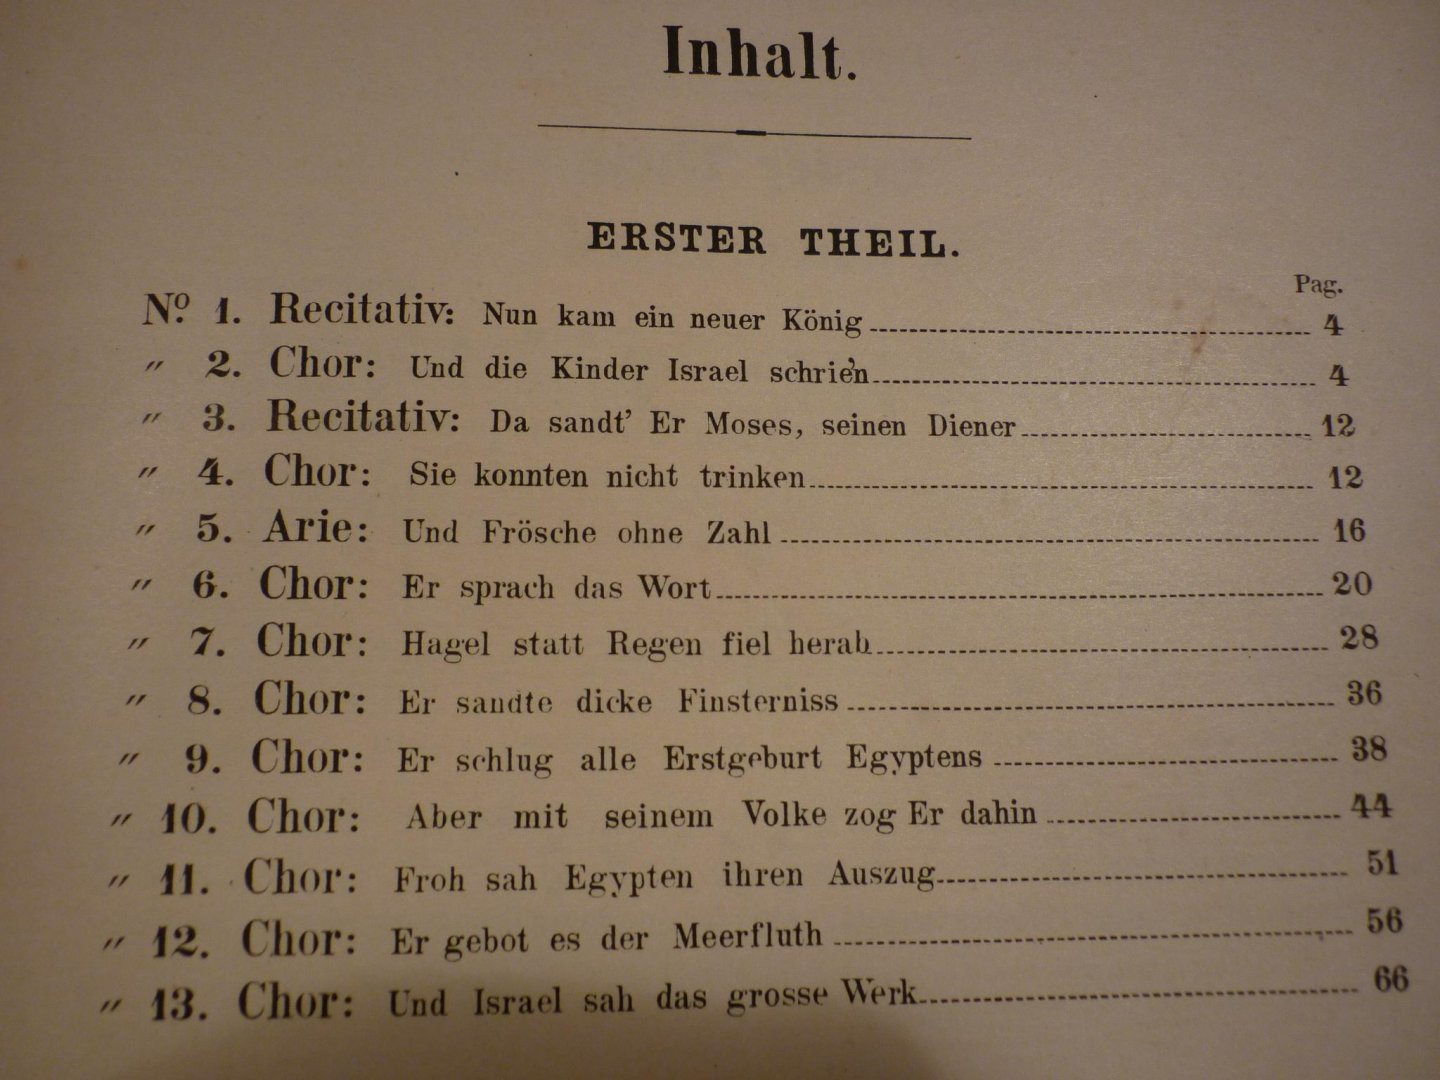 Inhalt.
ERSTER THEIL.
Pag.
Nº 1. Recitativ: Nun kam ein neuer König 4
" 2. Chor: Und die Kinder Israel schrie'n 4
" 3. Recitativ: Da sandt' Er Moses, seinen Diener 12
" 4. Chor: Sie konnten nicht trinken 12
" 5. Arie: Und Frösche ohne Zahl 16
" 6. Chor: Er sprach das Wort 20
" 7. Chor: Hagel statt Regen fiel herab 28
" 8. Chor: Er sandte dicke Finsterniss 36
" 9. Chor: Er schlug alle Erstgeburt Egyptens 38
" 10. Chor: Aber mit seinem Volke zog Er dahin 44
" 11. Chor: Froh sah Egypten ihren Auszug 51
" 12. Chor: Er gebot es der Meerfluth 56
" 13. Chor: Und Israel sah das grosse Werk 66